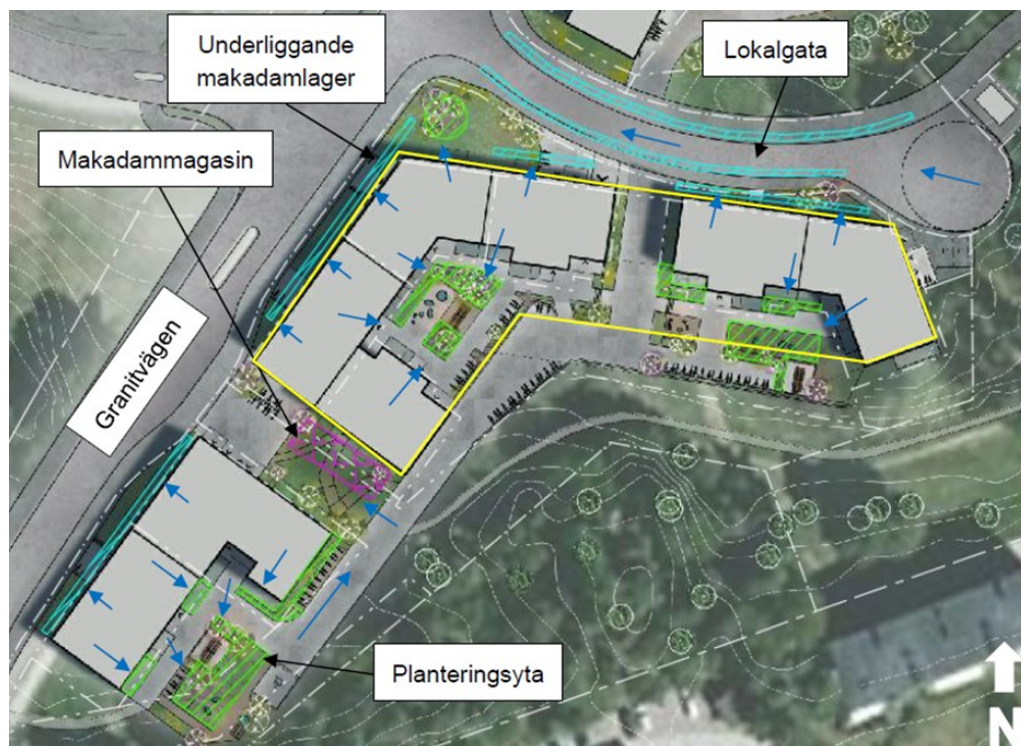 Underliggande
makadamlager
Lokalgata
Makadammagasin
Granitvägen
Planteringsyta
N